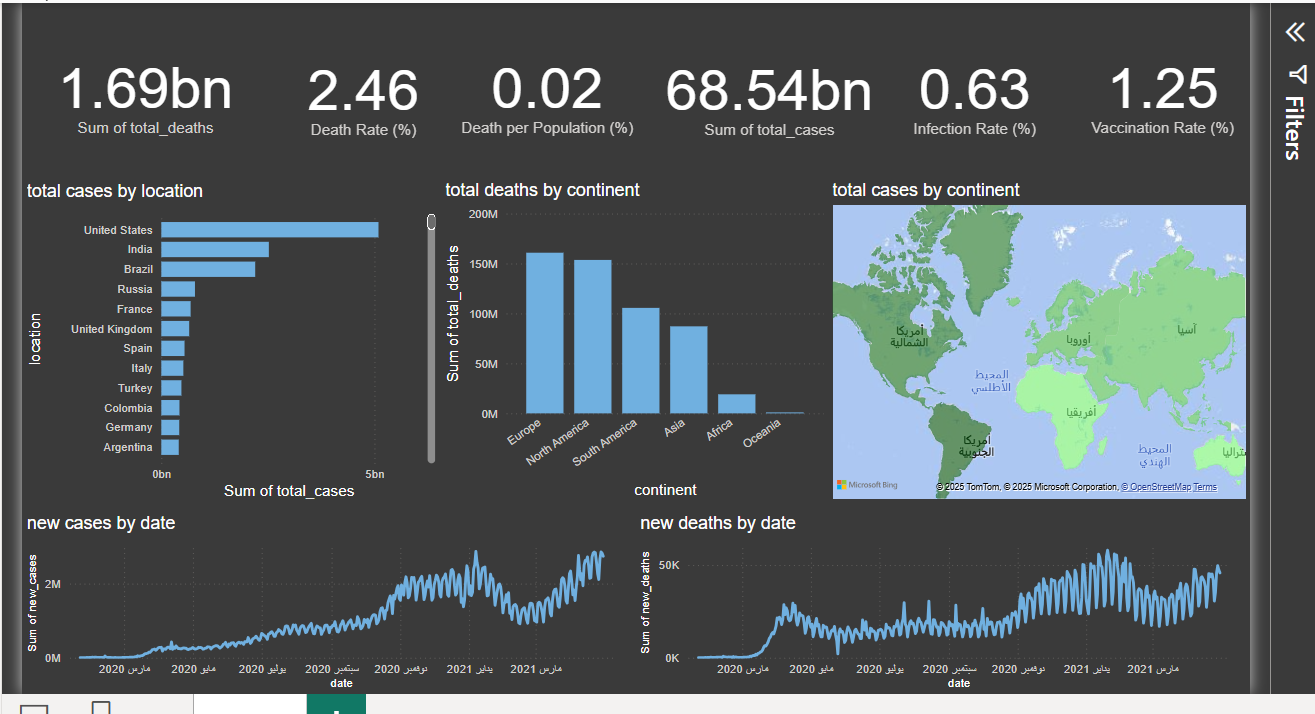 1.69bn
Sum of total_deaths
2.46
Death Rate (%)
0.02
Death per Population (%)
68.54bn
Sum of total_cases
0.63
Infection Rate (%)
1.25
Vaccination Rate (%)
Filters
total cases by location
location
United States
India
Brazil
Russia
France
United Kingdom
Spain
Italy
Turkey
Colombia
Germany
Argentina
0bn
5bn
Sum of total_cases
total deaths by continent
Sum of total_deaths
200M
150M
100M
50M
0M
Europe
North America
South America
Asia
Africa
Oceania
continent
total cases by continent
أمريكا
الشمالية
أوروبا
آسيا
المحيط
الأطلسي
أفريقيا
أمريكا
الجنوبية
المحيط
الهندي
Microsoft Bing
© 2025 TomTom, © 2025 Microsoft Corporation, © OpenStreetMap Terms
new cases by date
Sum of new_cases
2M
0M
مارس 2020
مايو 2020
يوليو 2020
سبتمبر 2020
نوفمبر 2020
يناير 2021
مارس 2021
date
new deaths by date
Sum of new_deaths
50K
0K
مارس 2020
مايو 2020
يوليو 2020
سبتمبر 2020
نوفمبر 2020
يناير 2021
مارس 2021
date